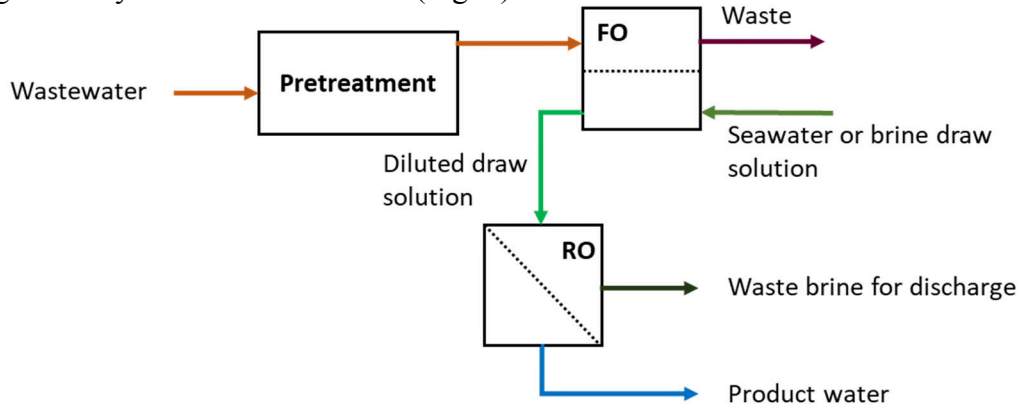 Waste
FO
Pretreatment
Wastewater
Seawater or brine draw
solution
Diluted draw
solution
RO
Waste brine for discharge
Product water